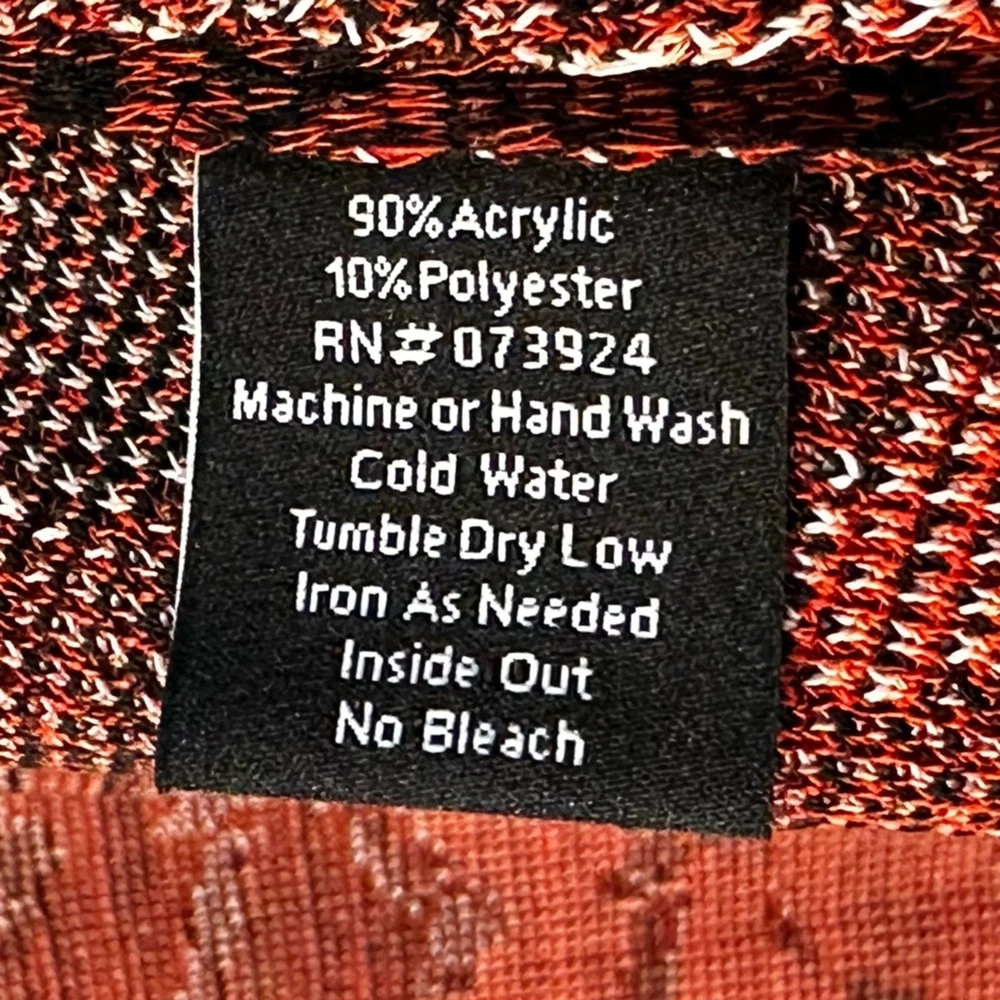 90% Acrylic
10% Polyester
RN# 073924
Machine or Hand Wash
Cold Water
Tumble Dry Low
Iron As Needed
Inside Out
No Bleach